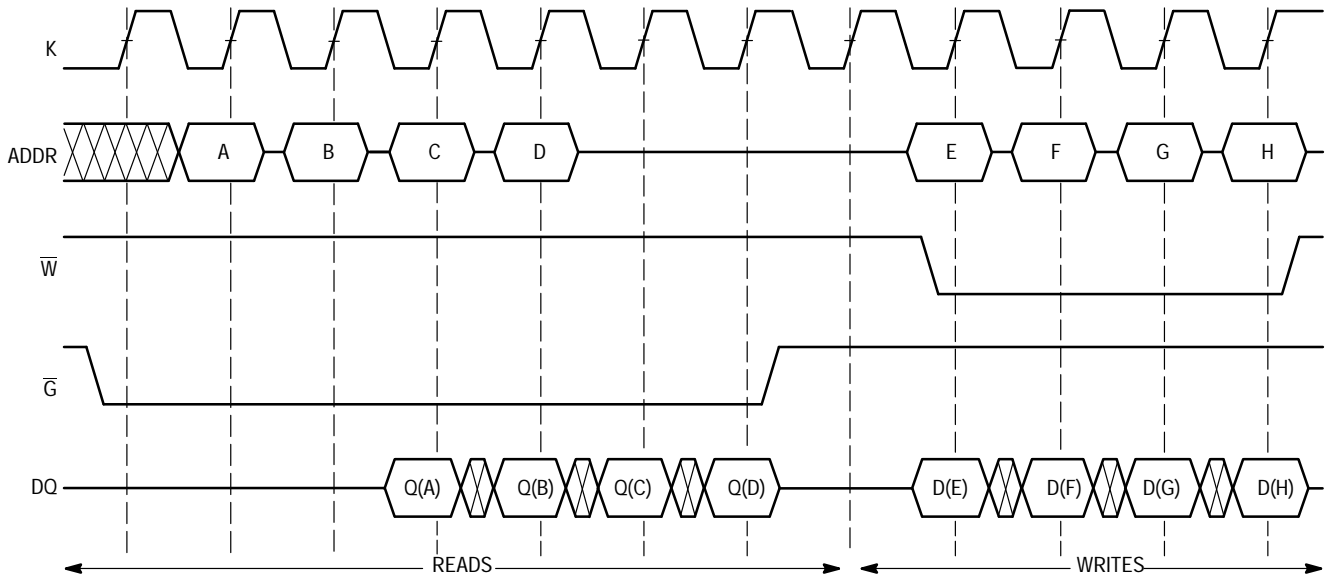 K
ADDR A B C D E F G H
W̅
G̅
DQ Q(A) Q(B) Q(C) Q(D) D(E) D(F) D(G) D(H)
READS WRITES